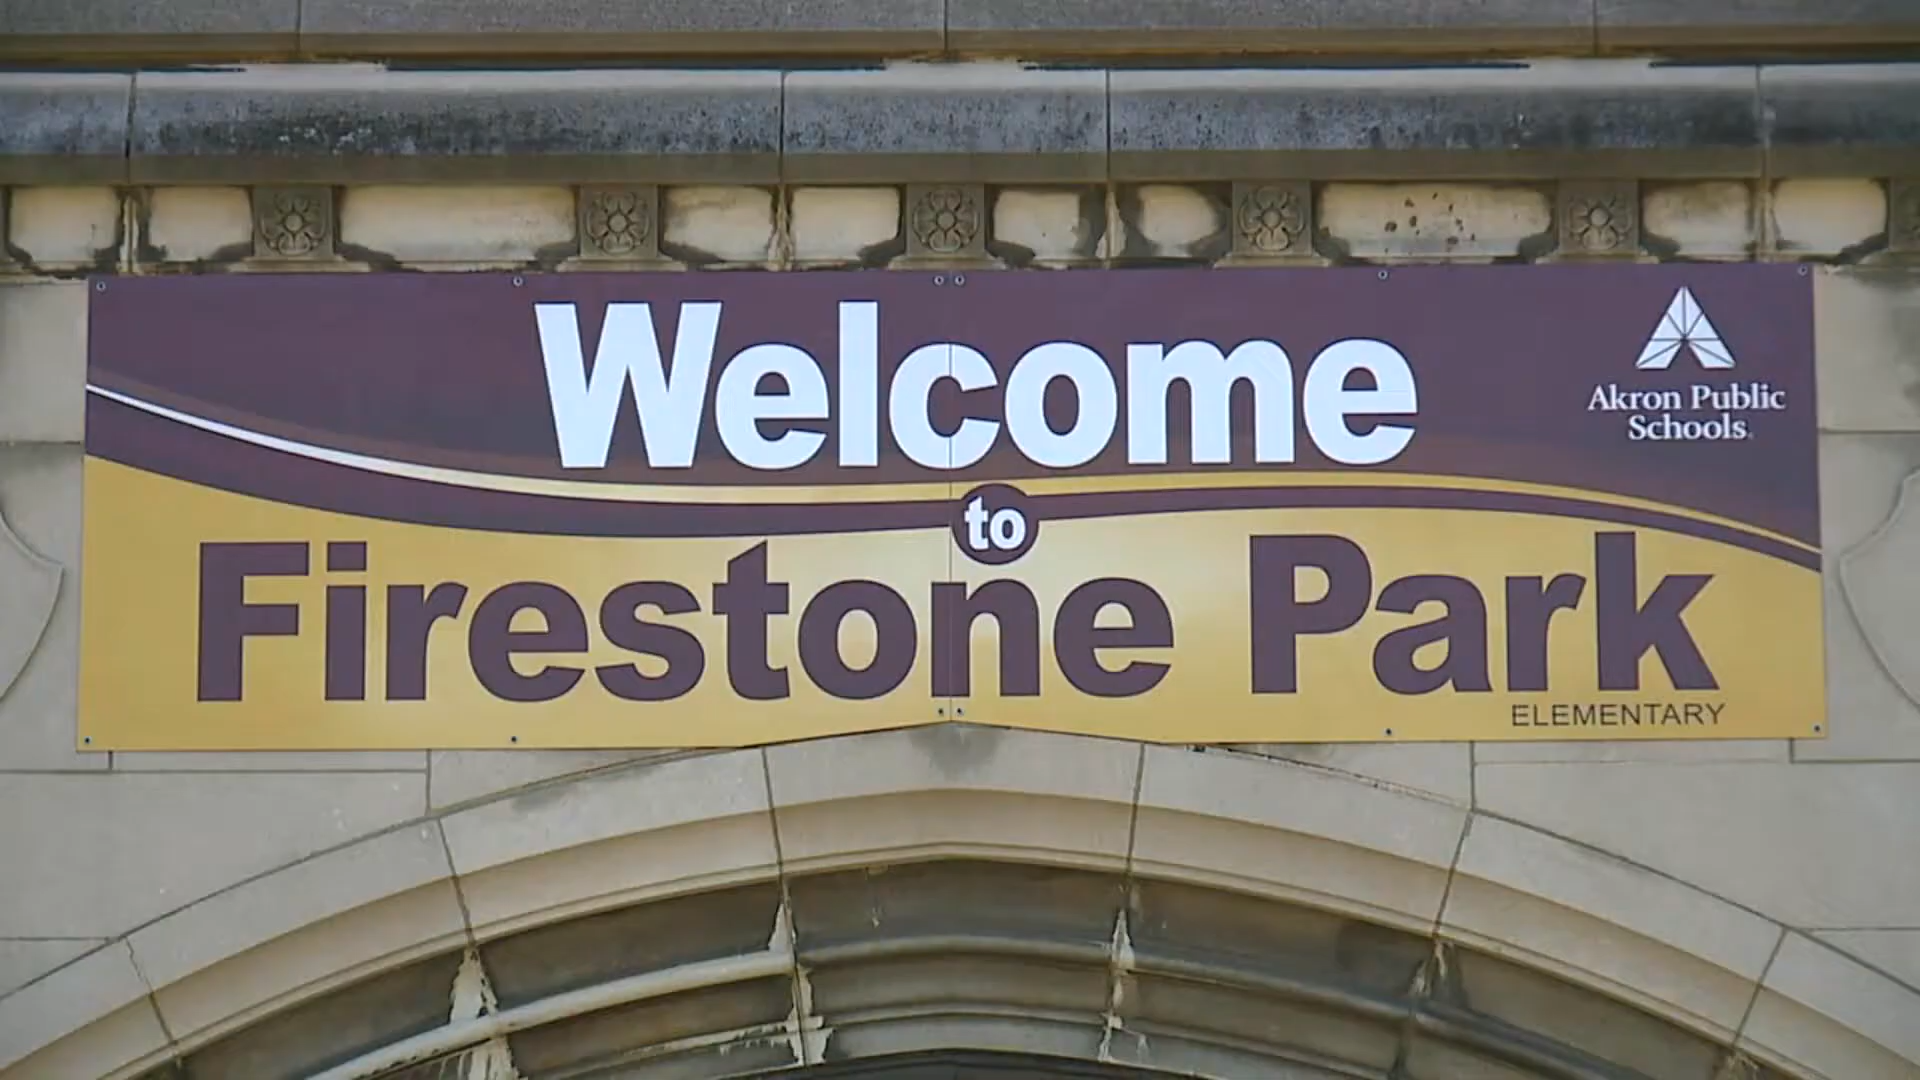 Welcome
to
Firestone Park
ELEMENTARY
Akron Public
Schools